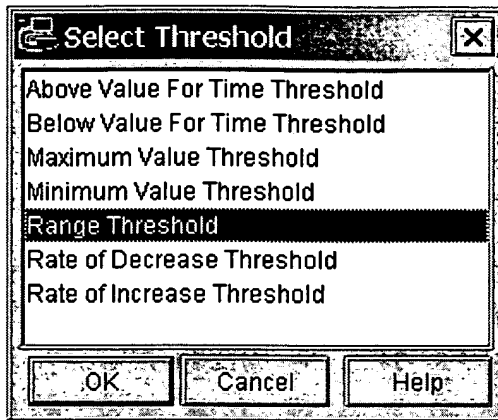 Select Threshold
Above Value For Time Threshold
Below Value For Time Threshold
Maximum Value Threshold
Minimum Value Threshold
Range Threshold
Rate of Decrease Threshold
Rate of Increase Threshold
OK Cancel Help